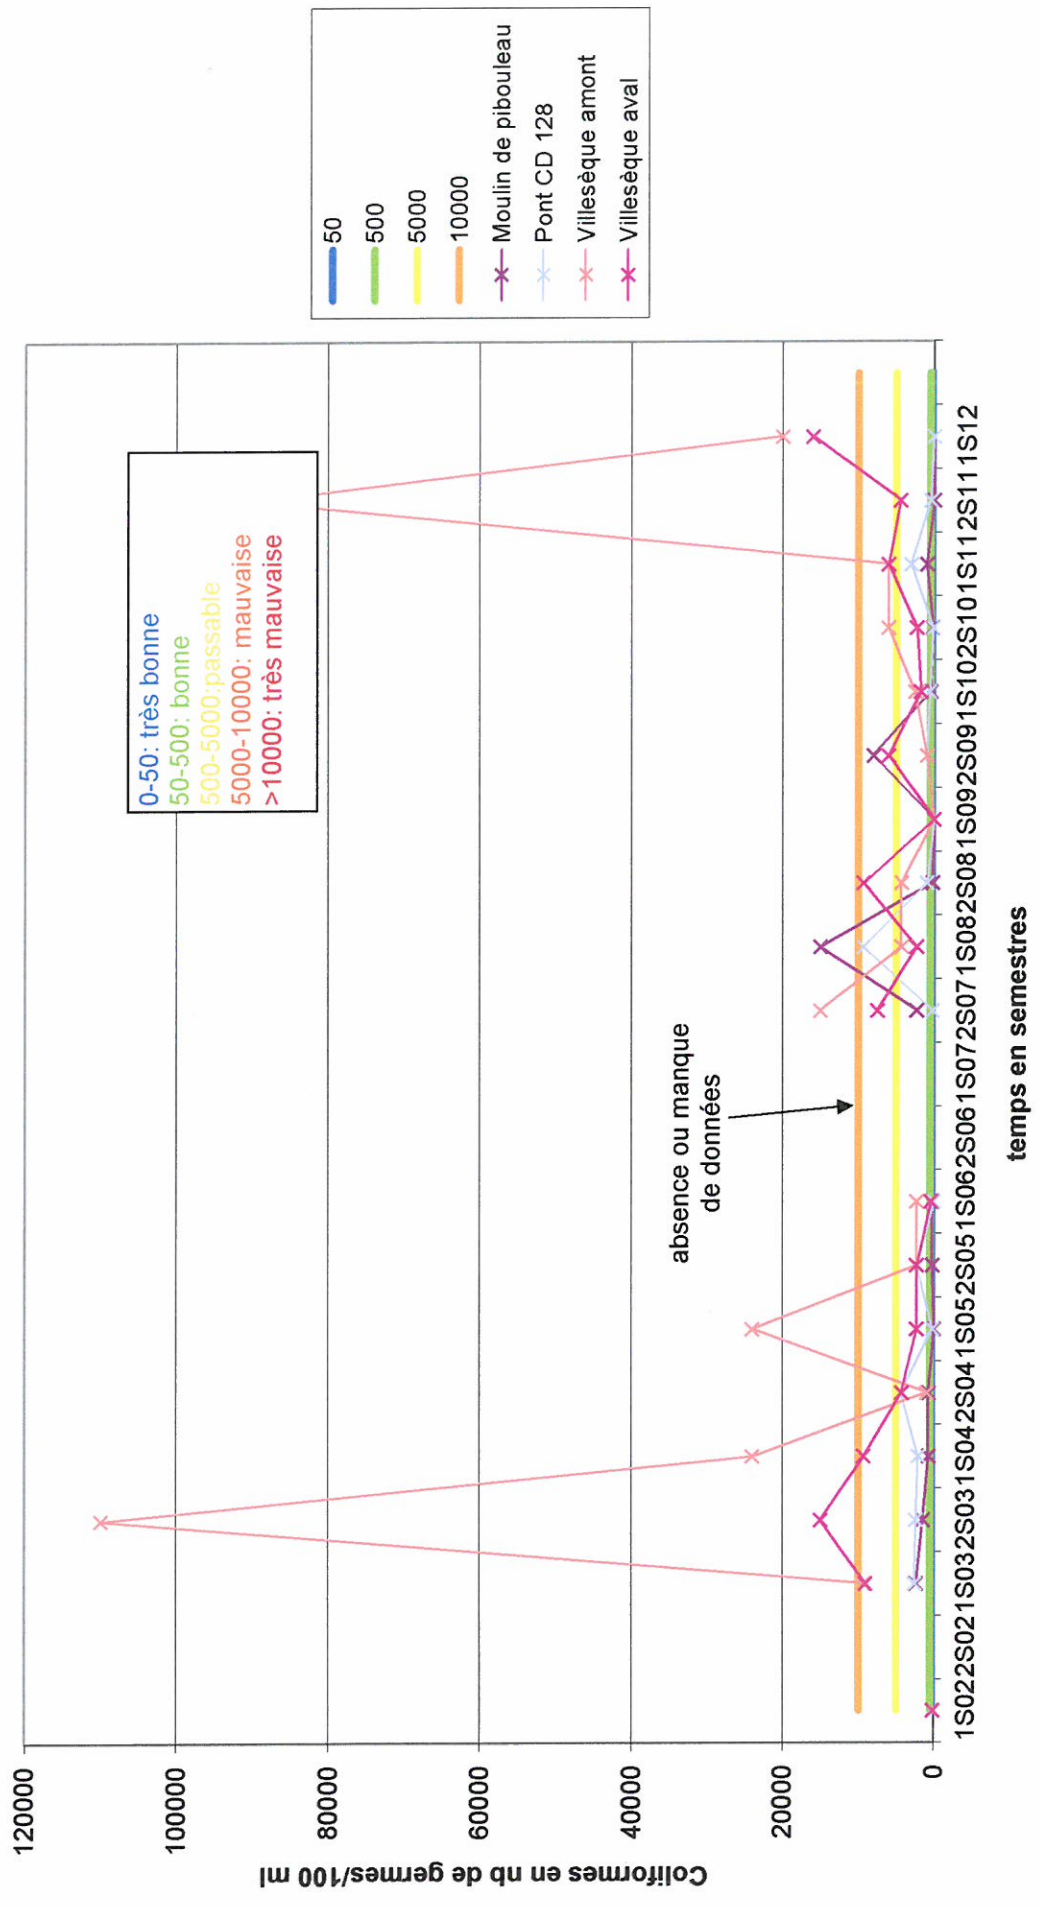 Coliformes en nb de germes/100 ml
120000
100000
80000
60000
40000
20000
0
0-50: très bonne
50-500: bonne
500-5000:passable
5000-10000: mauvaise
>10000: très mauvaise
absence ou manque
de données
1S022S021S032S031S042S041S052S051S062S061S072S071S082S081S092S091S102S101S112S111S12
temps en semestres
50
500
5000
10000
Moulin de pibouleau
Pont CD 128
Villesèque amont
Villesèque aval